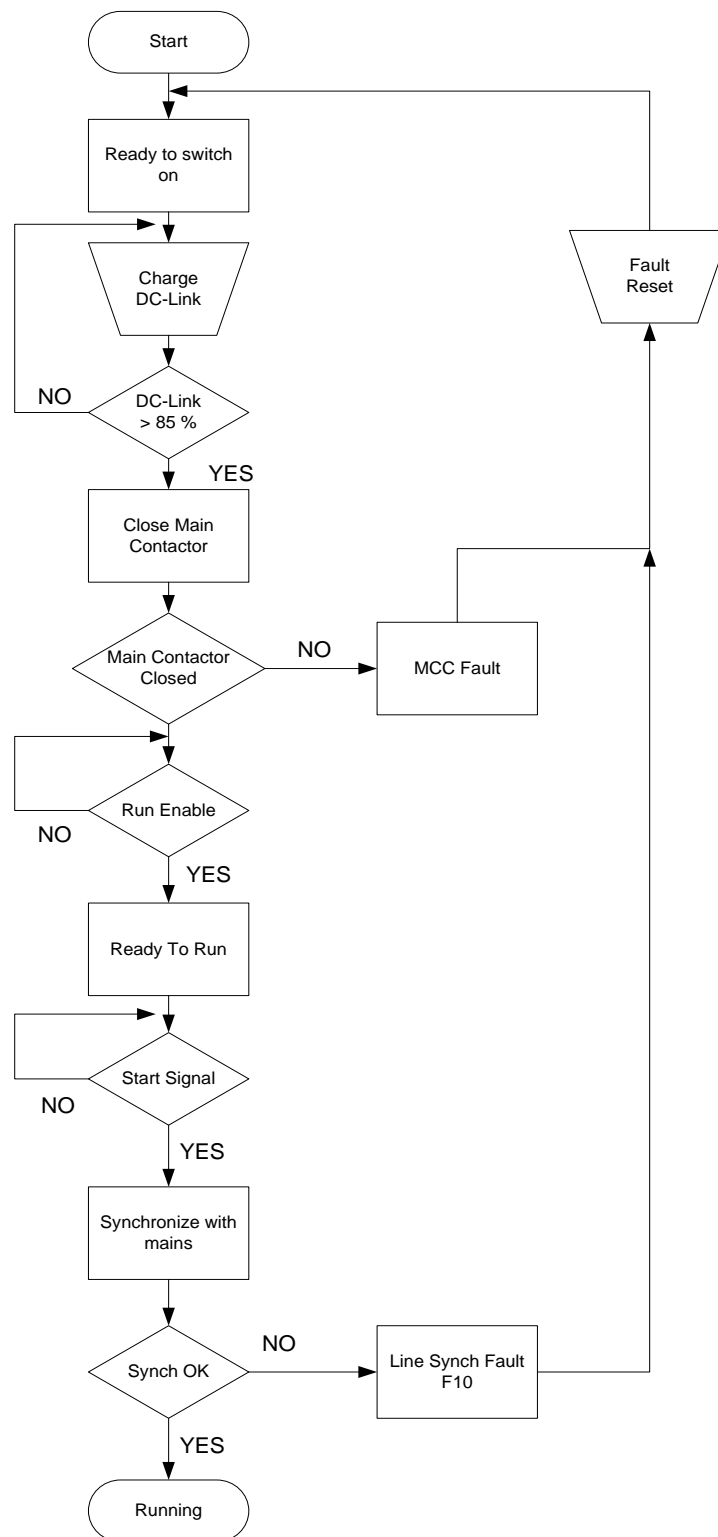 Start
Ready to switch
on
Charge
DC-Link
Fault
Reset
NO
DC-Link
> 85 %
YES
Close Main
Contactor
Main Contactor
Closed
NO
MCC Fault
Run Enable
NO
YES
Ready To Run
Start Signal
NO
YES
Synchronize with
mains
Synch OK
NO
Line Synch Fault
F10
YES
Running